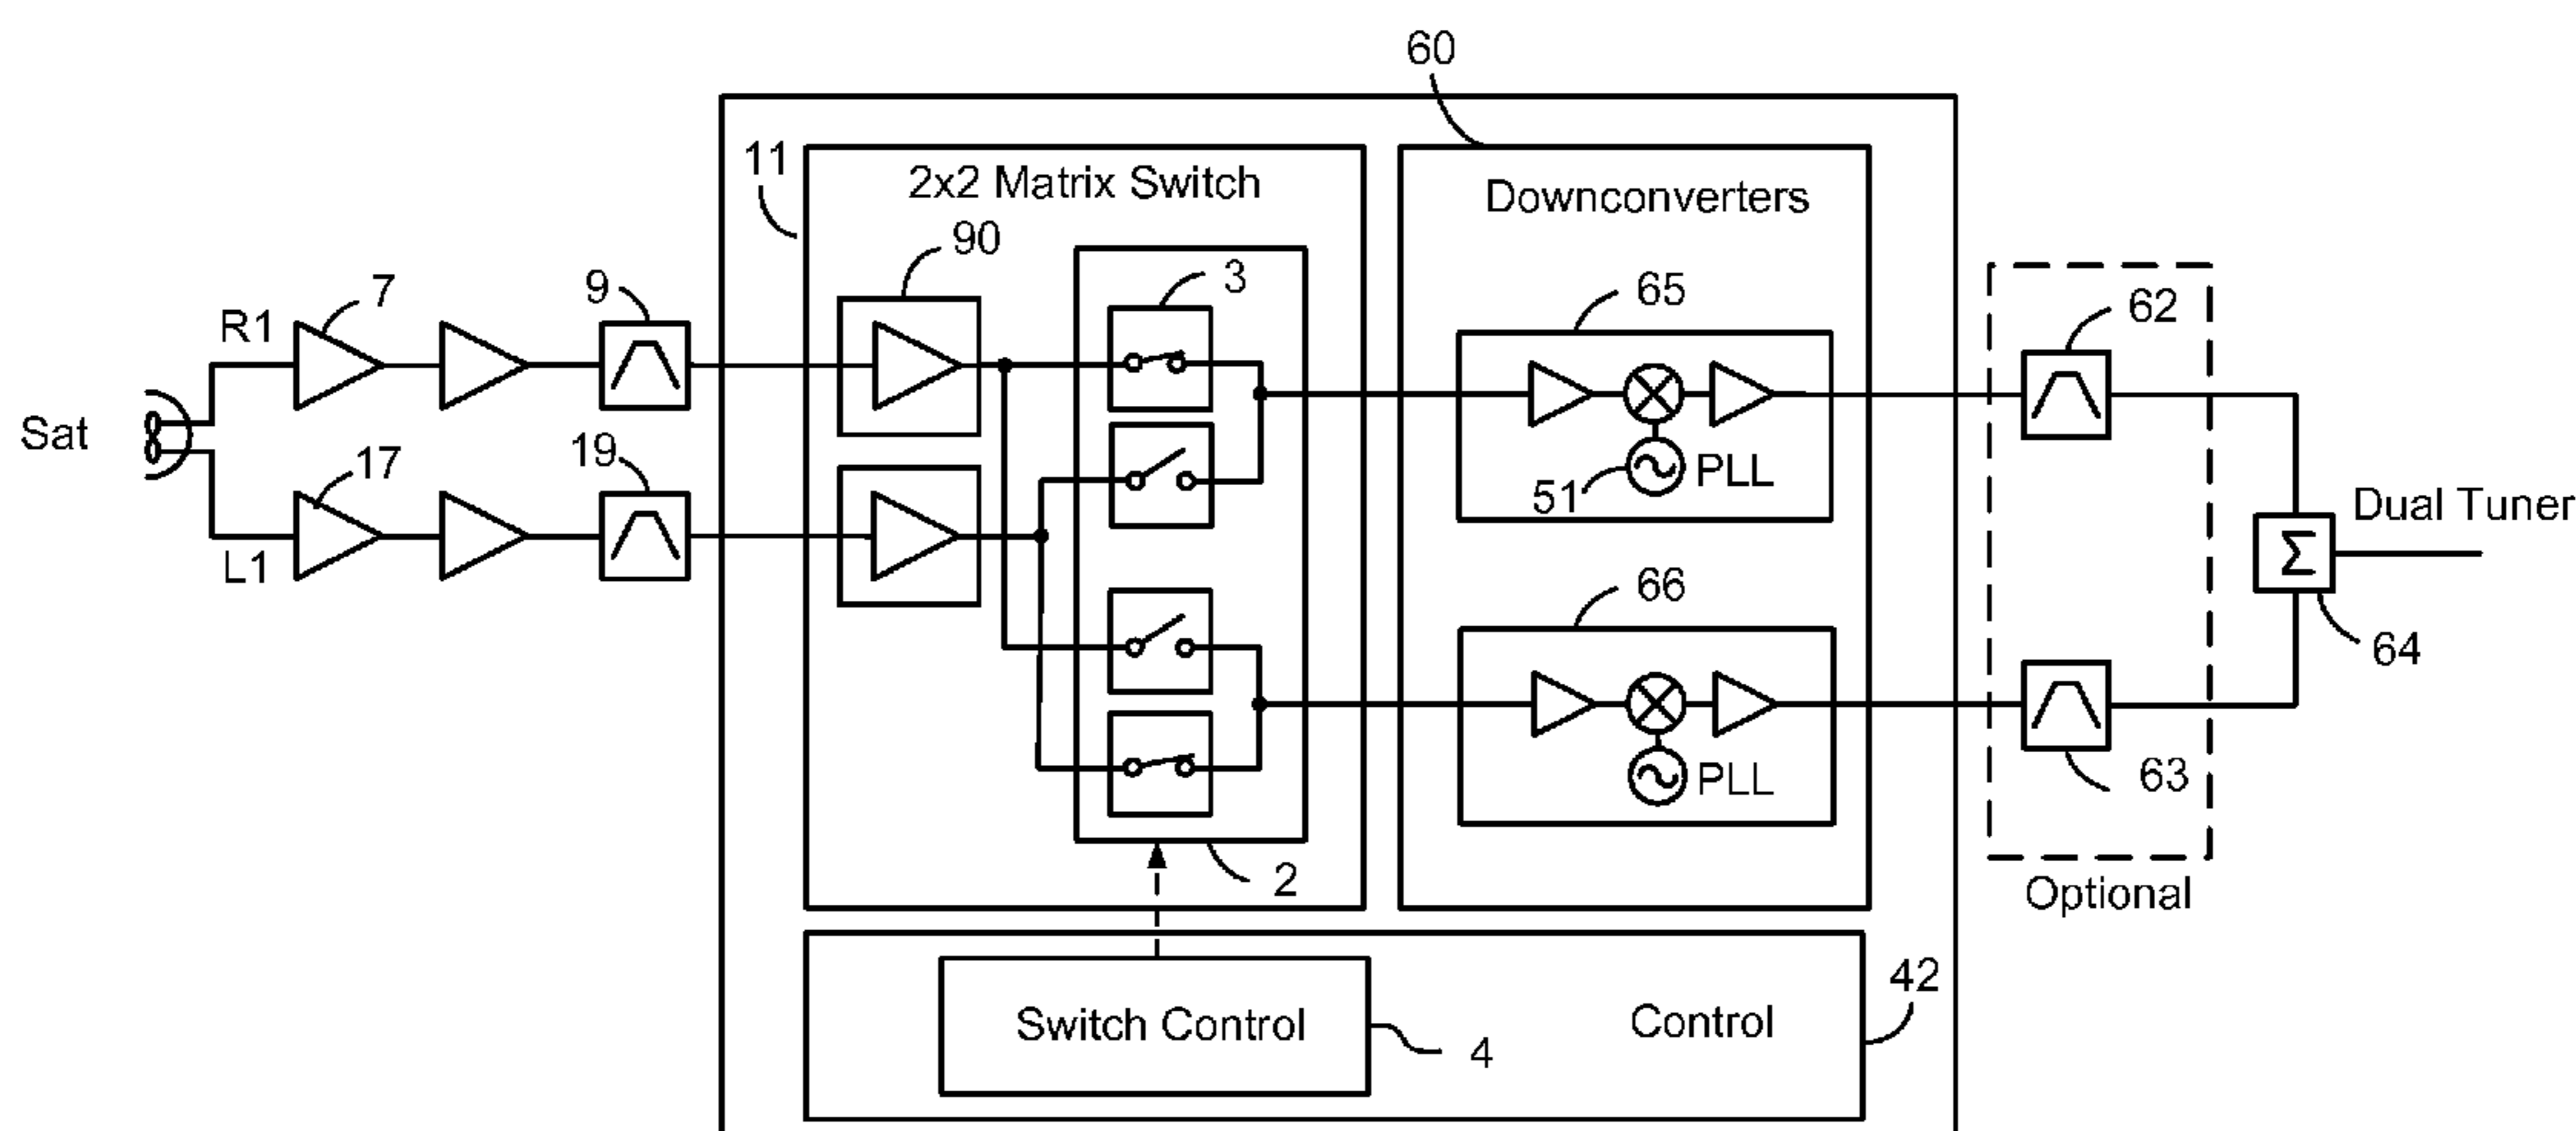 60
11
2x2 Matrix Switch
Downconverters
90
3
7
9
R1
65
62
Sat
17
19
51
PLL
Dual Tuner
Σ
L1
66
64
PLL
63
2
Optional
Switch Control
4
Control
42